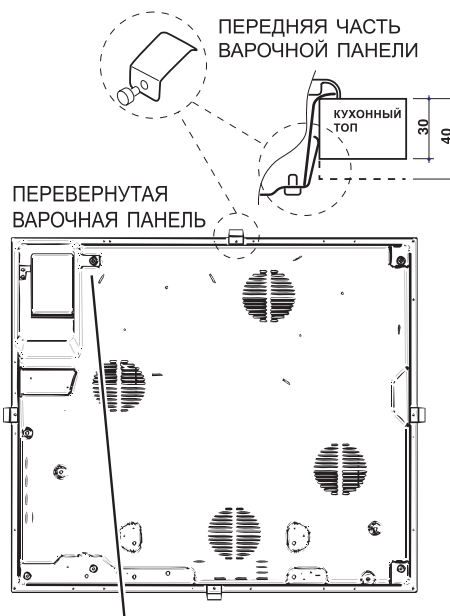 ПЕРЕДНЯЯ ЧАСТЬ
ВАРОЧНОЙ ПАНЕЛИ
КУХОННЫЙ
ТОП
30
40
ПЕРЕВЕРНУТАЯ
ВАРОЧНАЯ ПАНЕЛЬ